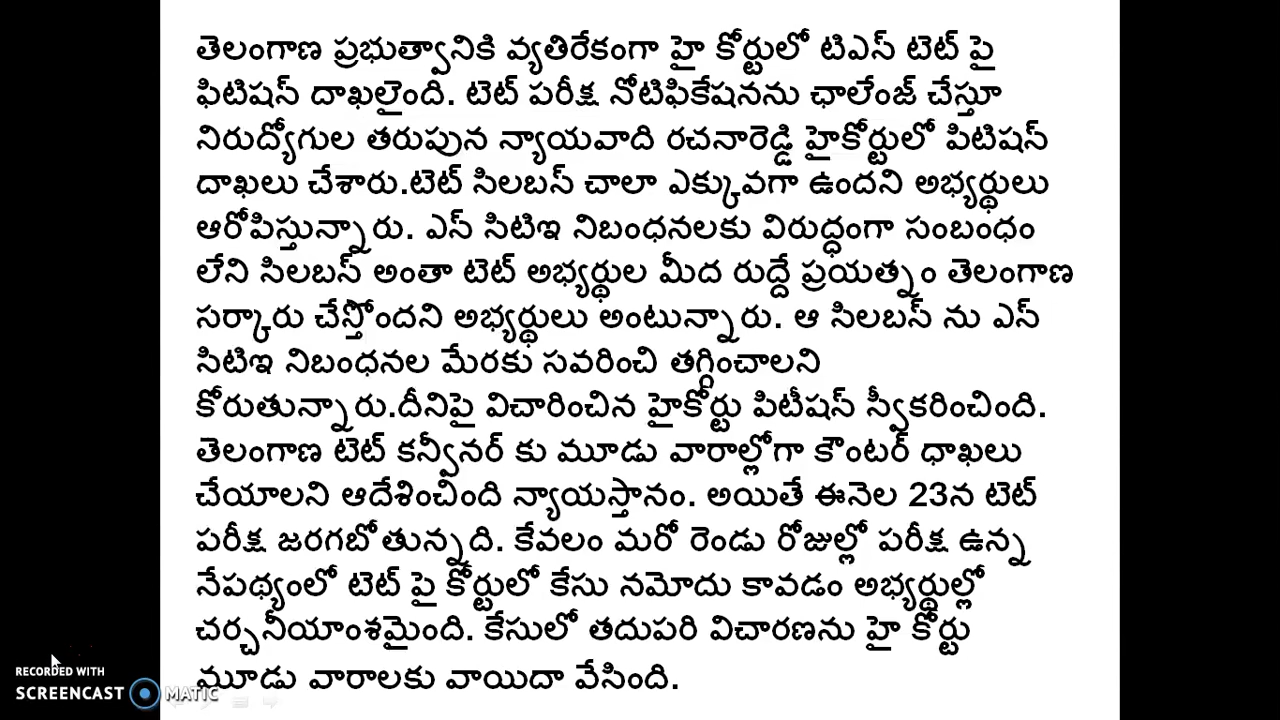 తెలంగాణ ప్రభుత్వానికి వ్యతిరేకంగా హై కోర్టులో టిఎస్ టెట్ పై
ఫిటిషన్ దాఖలైంది. టెట్ పరీక్ష నోటిఫికేషనను ఛాలేంజ్ చేస్తూ
నిరుద్యోగుల తరుపున న్యాయవాది రచనారెడ్డి హైకోర్టులో పిటిషన్
దాఖలు చేశారు.టెట్ సిలబస్ చాలా ఎక్కువగా ఉందని అభ్యర్థులు
ఆరోపిస్తున్నారు. ఎస్ సిటిఇ నిబంధనలకు విరుద్ధంగా సంబంధం
లేని సిలబస్ అంతా టెట్ అభ్యర్థుల మీద రుద్దే ప్రయత్నం తెలంగాణ
సర్కారు చేస్తోందని అభ్యర్థులు అంటున్నారు. ఆ సిలబస్ ను ఎస్
సిటిఇ నిబంధనల మేరకు సవరించి తగ్గించాలని
కోరుతున్నారు.దీనిపై విచారించిన హైకోర్టు పిటీషన్ స్వీకరించింది.
తెలంగాణ టెట్ కన్వీనర్ కు మూడు వారాల్లోగా కౌంటర్ ధాఖలు
చేయాలని ఆదేశించింది న్యాయస్తానం. అయితే ఈనెల 23న టెట్
పరీక్ష జరగబోతున్నది. కేవలం మరో రెండు రోజుల్లో పరీక్ష ఉన్న
నేపథ్యంలో టెట్ పై కోర్టులో కేసు నమోదు కావడం అభ్యర్థుల్లో
చర్చనీయాంశమైంది. కేసులో తదుపరి విచారణను హై కోర్టు
మూడు వారాలకు వాయిదా వేసింది.
RECORDED WITH
SCREENCAST MATIC